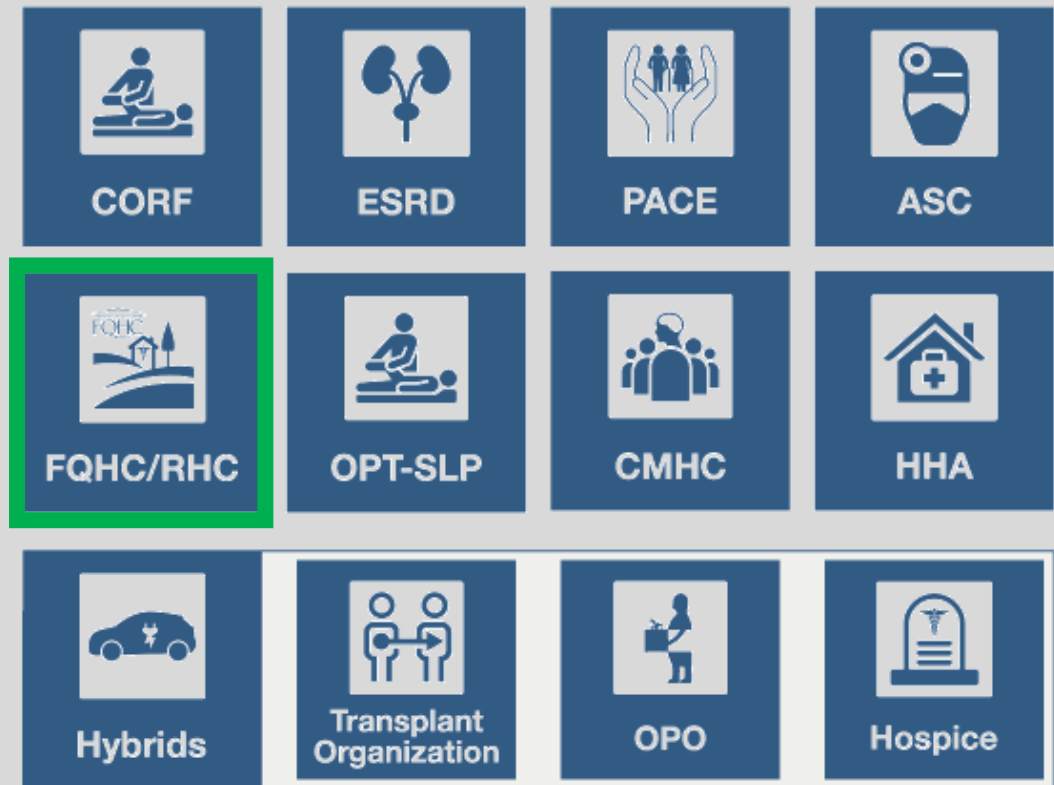 CORF
ESRD
PACE
ASC
FQHC
FQHC/RHC
OPT-SLP
CMHC
HHA
Hybrids
Transplant
Organization
OPO
Hospice